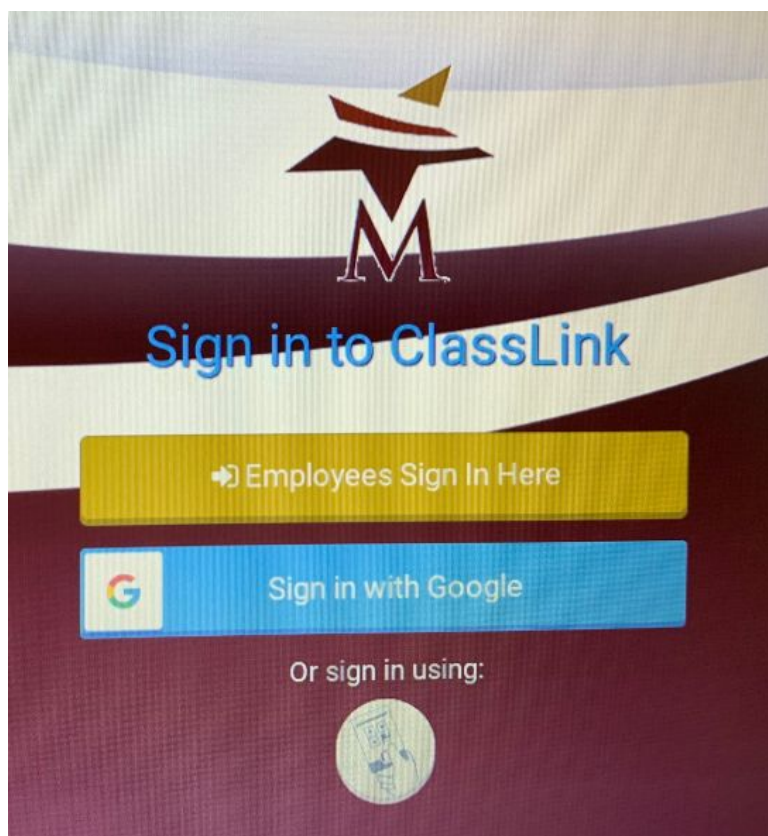 M
Sign in to ClassLink
Employees Sign In Here
G
Sign in with Google
Or sign in using: